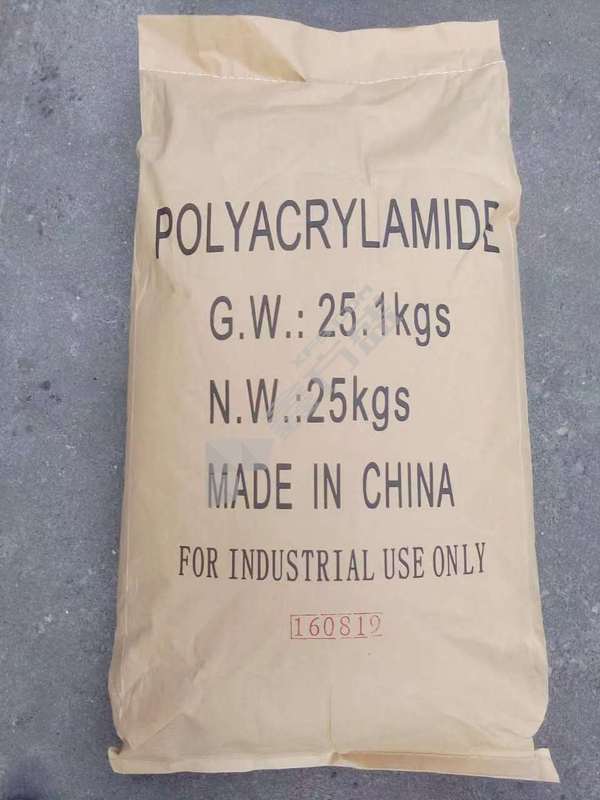 POLYACRYLAMIDE
G.W.: 25.1kgs
N.W.:25kgs
MADE IN CHINA
FOR INDUSTRIAL USE ONLY
160819